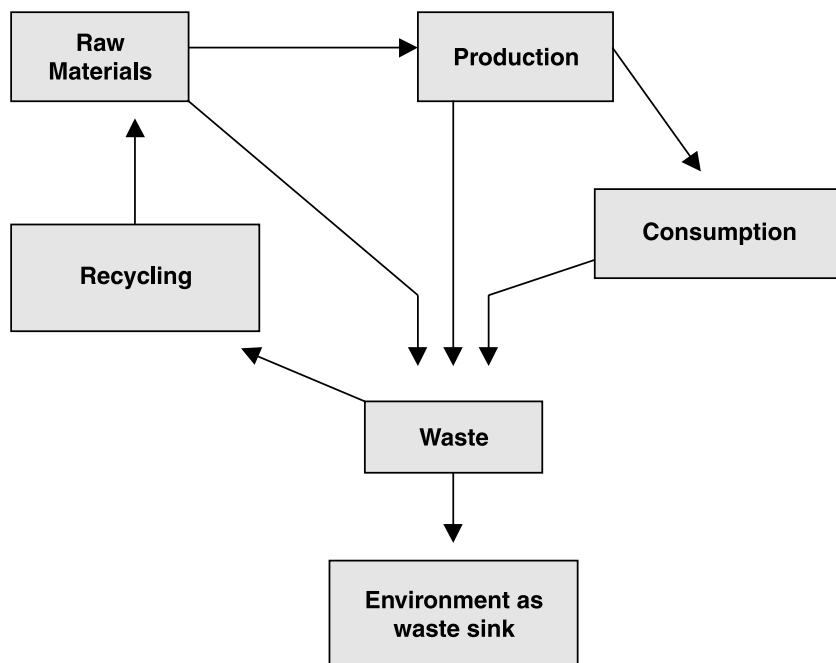 Raw
Materials
Production
Consumption
Recycling
Waste
Environment as
waste sink